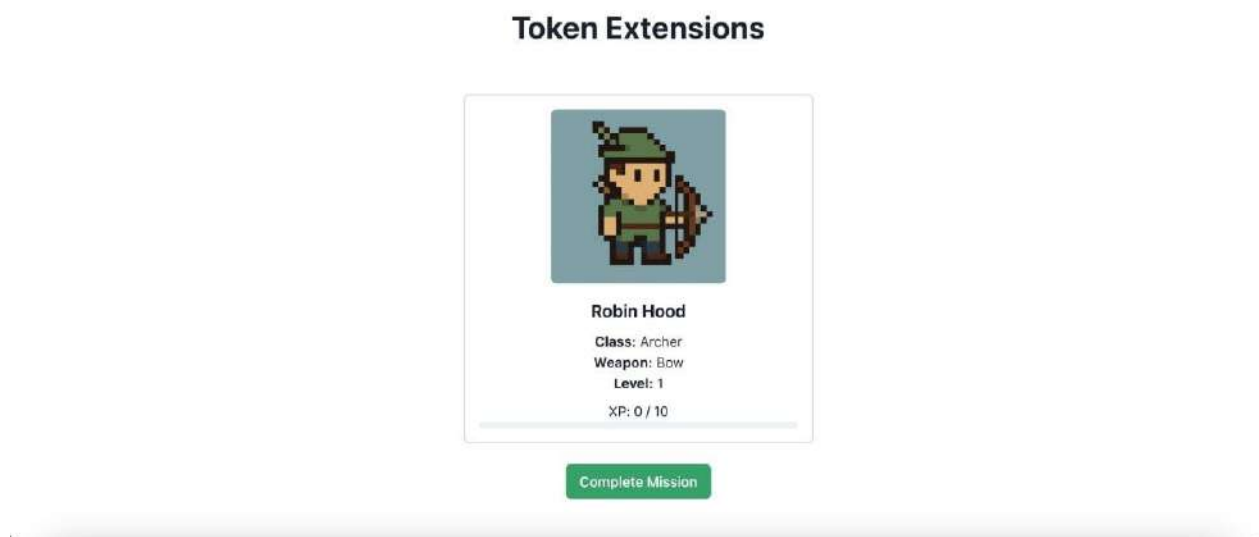 Token Extensions
Robin Hood
Class: Archer
Weapon: Bow
Level: 1
XP: 0 / 10
Complete Mission